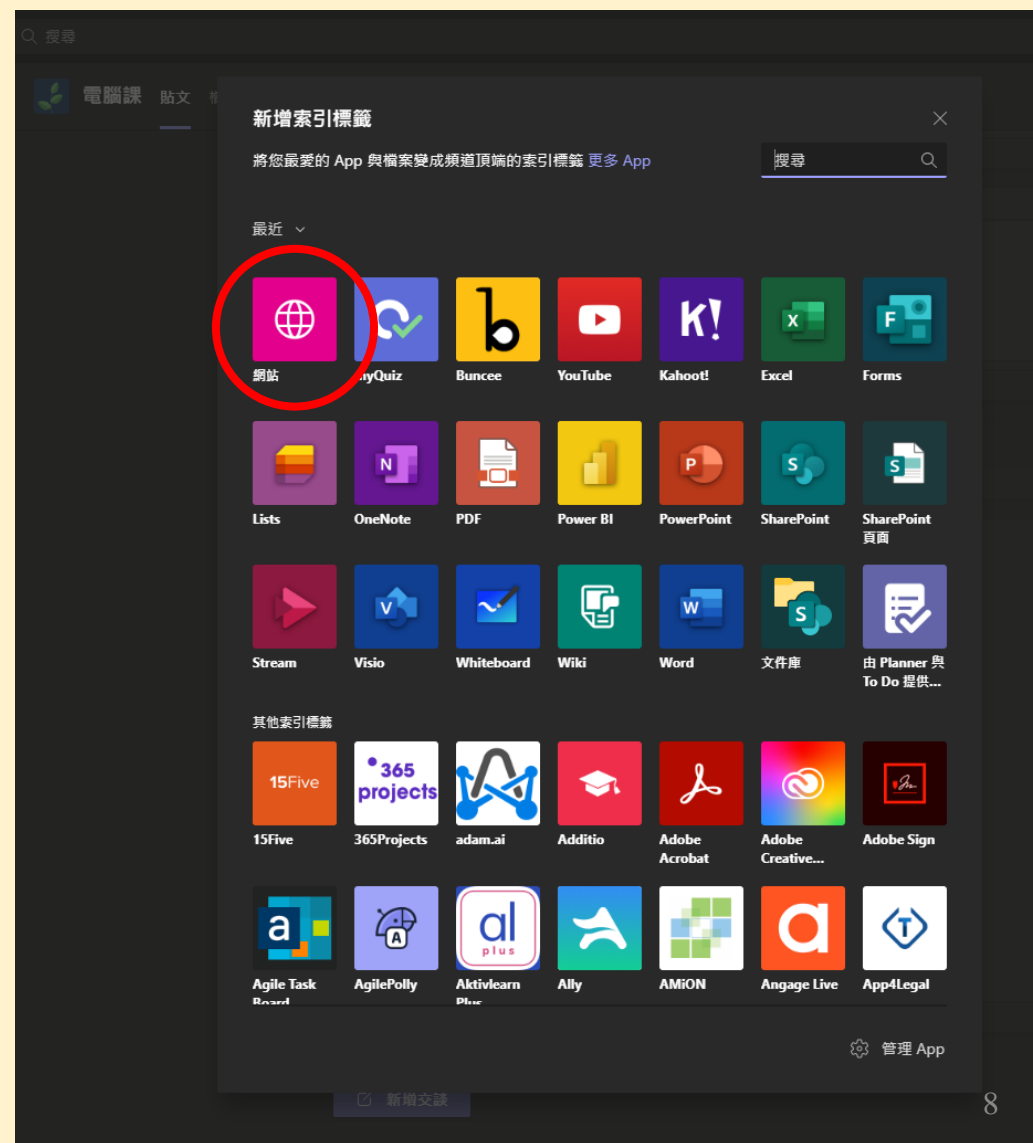 搜尋
電腦課 貼文
新增索引標籤
將您最愛的 App 與檔案變成頻道頂端的索引標籤 更多 App
搜尋
最近
K!
X
F
網站 myQuiz Buncee YouTube Kahoot! Excel Forms
N
P
S
S
Lists OneNote PDF Power BI PowerPoint SharePoint SharePoint
頁面
V
W
S
Stream Visio Whiteboard Wiki Word 文件庫 由 Planner 與
To Do 提供...
其他索引標籤
15Five
365
projects
15Five 365Projects adam.ai Additio Adobe Adobe Adobe Sign
Acrobat Creative...
a
A
al
plus
a
T
Agile Task AgilePolly Aktivlearn Ally AMiON Angage Live App4Legal
Board Plus
管理 App
新增交談
8